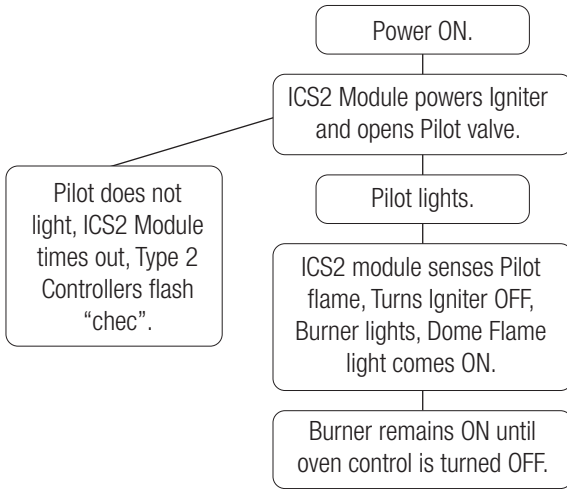 Power ON.
ICS2 Module powers Igniter
and opens Pilot valve.
Pilot does not
light, ICS2 Module
times out, Type 2
Controllers flash
“chec”.
Pilot lights.
ICS2 module senses Pilot
flame, Turns Igniter OFF,
Burner lights, Dome Flame
light comes ON.
Burner remains ON until
oven control is turned OFF.